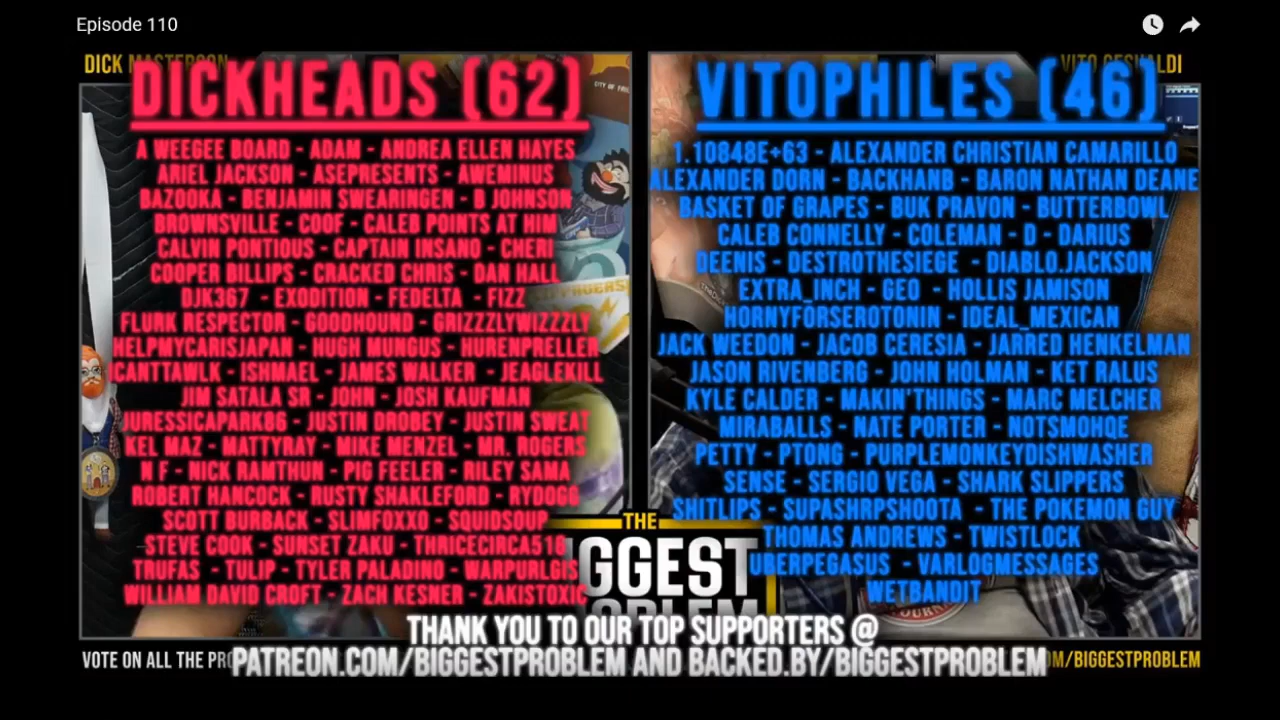 Episode 110
DICK MASTERSON
DICKHEADS (62)
A WEEGEE BOARD - ADAM - ANDREA ELLEN HAYES
ARIEL JACKSON - ASEPRESENTS - AWEMINUS
BAZOOKA - BENJAMIN SWEARINGEN - B JOHNSON
BROWNSVILLE - COOF - CALEB POINTS AT HIM
CALVIN PONTIOUS - CAPTAIN INSANO - CHERI
COOPER BILLIPS - CRACKED CHRIS - DAN HALL
DJK367 - EXODITION - FEDELTA - FIZZ
FLURK RESPECTOR - GOODHOUND - GRIZZZLYWIZZZLY
HELPMYCARISJAPAN - HUGH MUNGUS - HURENPRELLER
ICANTTAWLK - ISHMAEL - JAMES WALKER - JEAGLEKILL
JIM SATALA SR - JOHN - JOSH KAUFMAN
JURESSICAPARK86 - JUSTIN DROBEY - JUSTIN SWEAT
KEL MAZ - MATTYRAY - MIKE MENZEL - MR. ROGERS
N F - NICK RAMTHUN - PIG FEELER - RILEY SAMA
ROBERT HANCOCK - RUSTY SHAKLEFORD - RYDOGG
SCOTT BURBACK - SLIMFOXXO - SQUIDSOUP
STEVE COOK - SUNSET ZAKU - THRICECIRCA516
TRUFAS - TULIP - TYLER PALADINO - WARPURLGIS
WILLIAM DAVID CROFT - ZACH KESNER - ZAKISTOXIC
VITO GESUALDI
VITOPHILES (46)
1.10848E+63 - ALEXANDER CHRISTIAN CAMARILLO
ALEXANDER DORN - BACKHANB - BARON NATHAN DEANE
BASKET OF GRAPES - BUK PRAVON - BUTTERBOWL
CALEB CONNELLY - COLEMAN - D - DARIUS
DEENIS - DESTROTHESIEGE - DIABLO.JACKSON
EXTRA_INCH - GEO - HOLLIS JAMISON
HORNYFORSEROTONIN - IDEAL_MEXICAN
JACK WEEDON - JACOB CERESIA - JARRED HENKELMAN
JASON RIVENBERG - JOHN HOLMAN - KET RALUS
KYLE CALDER - MAKIN'THINGS - MARC MELCHER
MIRABALLS - NATE PORTER - NOTSMOHQE
PETTY - PTONG - PURPLEMONKEYDISHWASHER
SENSE - SERGIO VEGA - SHARK SLIPPERS
SHITLIPS - SUPASHRPSHOOTA - THE POKEMON GUY
THOMAS ANDREWS - TWISTLOCK
UBERPEGASUS - VARLOGMESSAGES
WETBANDIT
THE
BIGGEST
PROBLEM
THANK YOU TO OUR TOP SUPPORTERS @
PATREON.COM/BIGGESTPROBLEM AND BACKED.BY/BIGGESTPROBLEM
VOTE ON ALL THE PRO
OM/BIGGESTPROBLEM